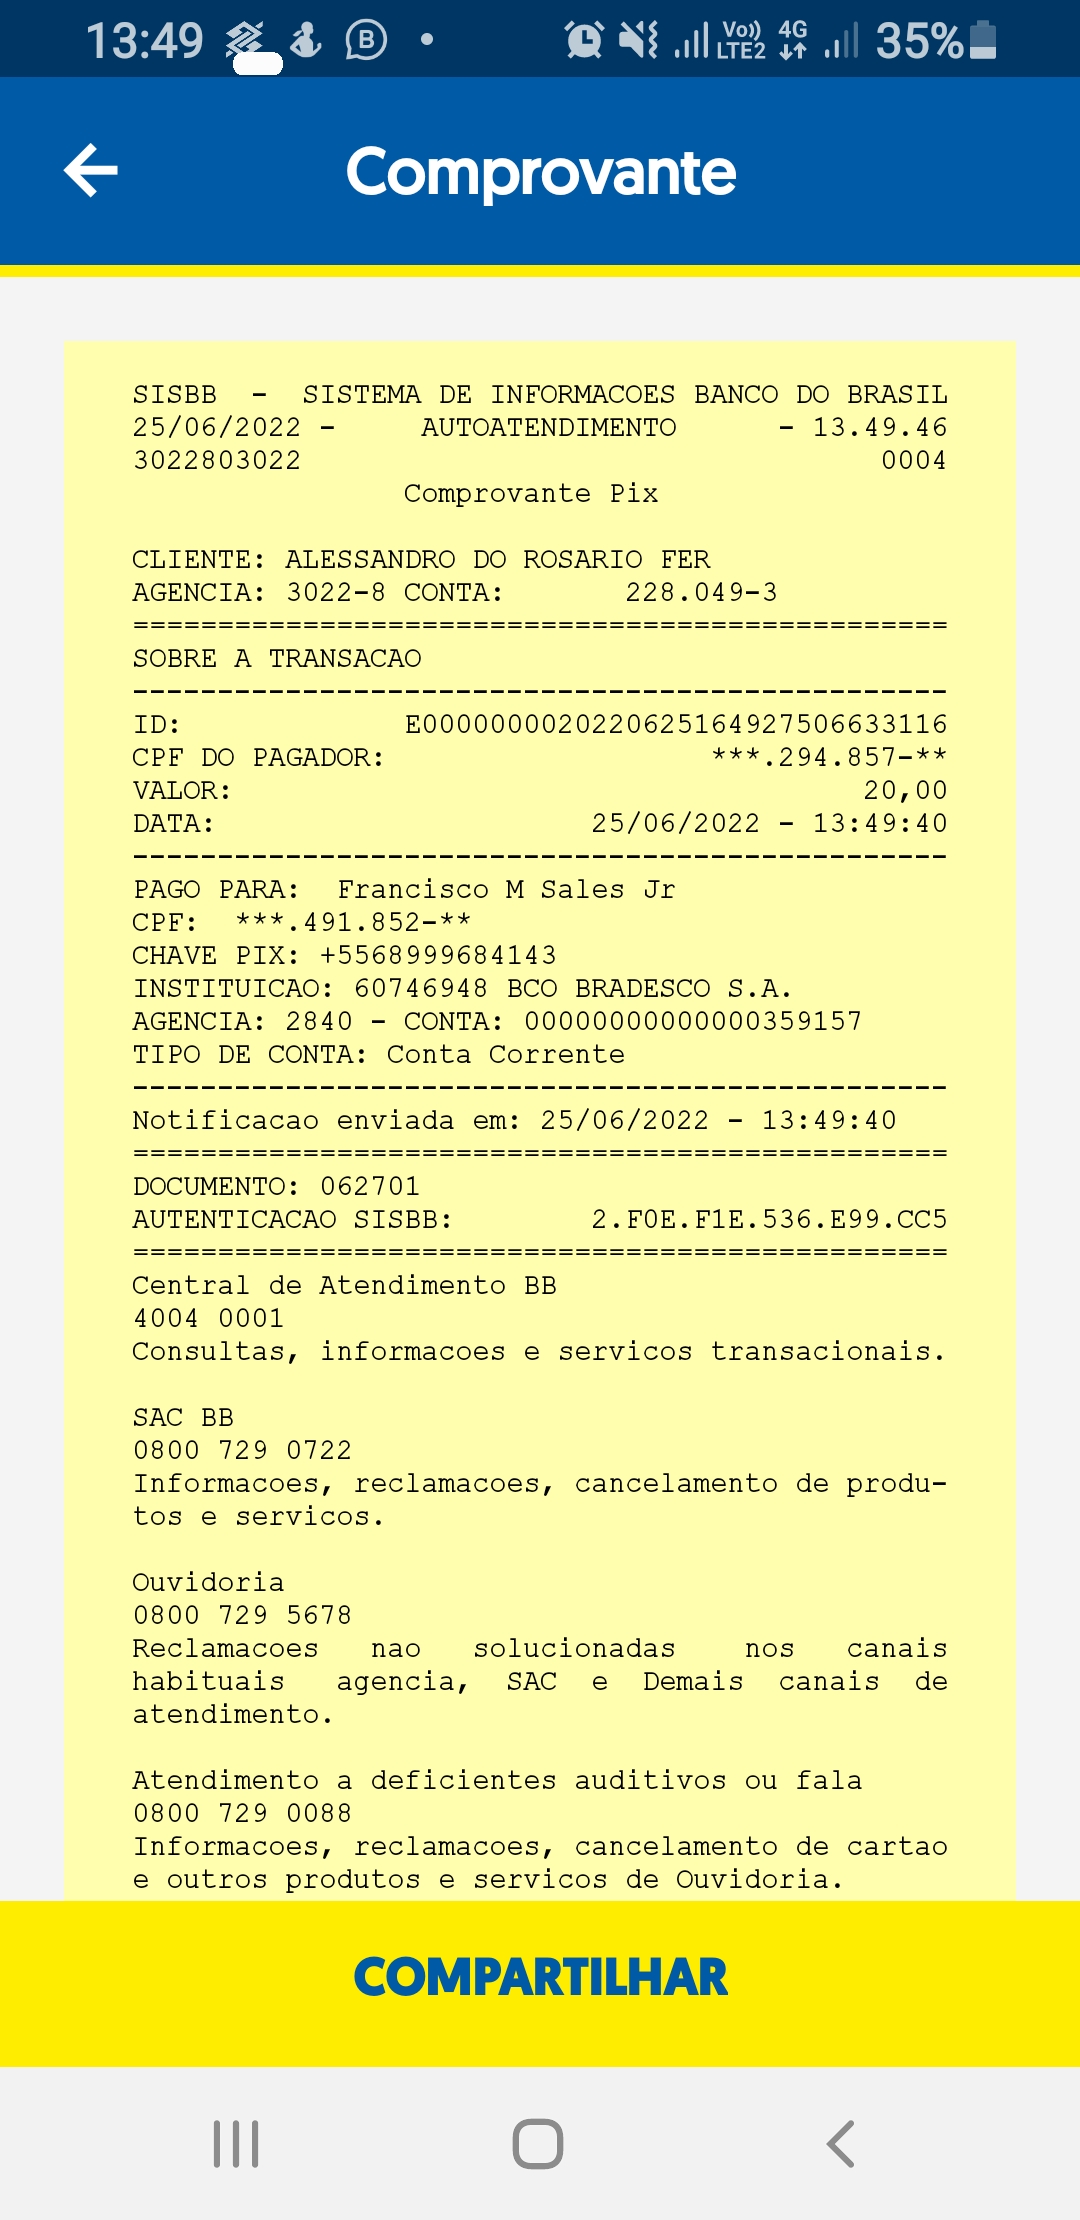 13:49 Vo)) LTE2 4G 35%
Comprovante
SISBB - SISTEMA DE INFORMACOES BANCO DO BRASIL
25/06/2022 - AUTOATENDIMENTO - 13.49.46
3022803022 0004
Comprovante Pix
CLIENTE: ALESSANDRO DO ROSARIO FER
AGENCIA: 3022-8 CONTA: 228.049-3
================================================
SOBRE A TRANSACAO
------------------------------------------------
ID: E0000000020220625164927506633116
CPF DO PAGADOR: ***.294.857-**
VALOR: 20,00
DATA: 25/06/2022 - 13:49:40
------------------------------------------------
PAGO PARA: Francisco M Sales Jr
CPF: ***.491.852-**
CHAVE PIX: +5568999684143
INSTITUICAO: 60746948 BCO BRADESCO S.A.
AGENCIA: 2840 - CONTA: 00000000000000359157
TIPO DE CONTA: Conta Corrente
------------------------------------------------
Notificacao enviada em: 25/06/2022 - 13:49:40
================================================
DOCUMENTO: 062701
AUTENTICACAO SISBB: 2.F0E.F1E.536.E99.CC5
================================================
Central de Atendimento BB
4004 0001
Consultas, informacoes e servicos transacionais.
SAC BB
0800 729 0722
Informacoes, reclamacoes, cancelamento de produ-
tos e servicos.
Ouvidoria
0800 729 5678
Reclamacoes nao solucionadas nos canais
habituais agencia, SAC e Demais canais de
atendimento.
Atendimento a deficientes auditivos ou fala
0800 729 0088
Informacoes, reclamacoes, cancelamento de cartao
e outros produtos e servicos de Ouvidoria.
COMPARTILHAR